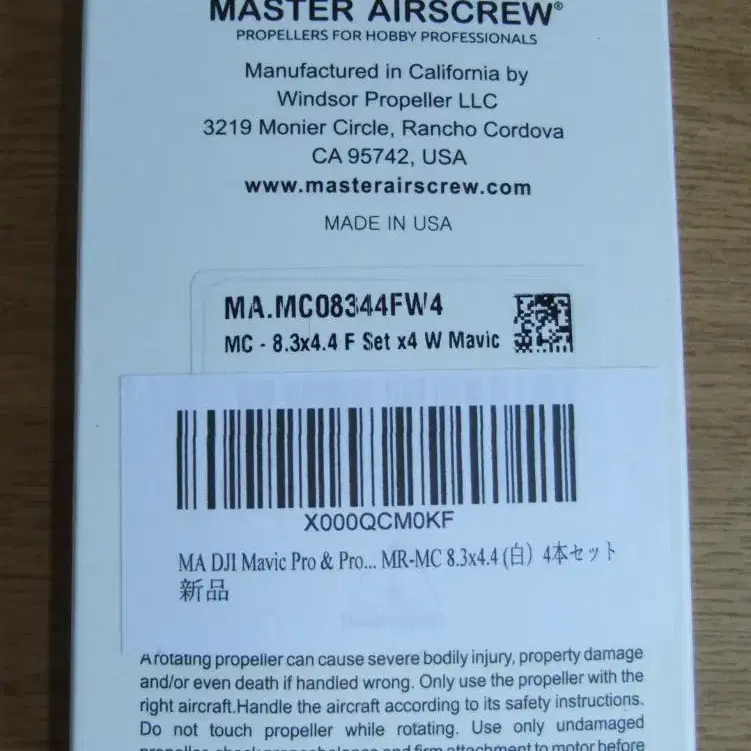 MASTER AIRSCREW®
PROPELLERS FOR HOBBY PROFESSIONALS
Manufactured in California by
Windsor Propeller LLC
3219 Monier Circle, Rancho Cordova
CA 95742, USA
www.masterairscrew.com
MADE IN USA
MA.MC08344FW4
MC - 8.3x4.4 F Set x4 W Mavic
X000QCM0KF
MA DJI Mavic Pro & Pro... MR-MC 8.3x4.4 (白) 4本セット
新品
A rotating propeller can cause severe bodily injury, property damage
and/or even death if handled wrong. Only use the propeller with the
right aircraft.Handle the aircraft according to its safety instructions.
Do not touch propeller while rotating. Use only undamaged
attachment to motor before